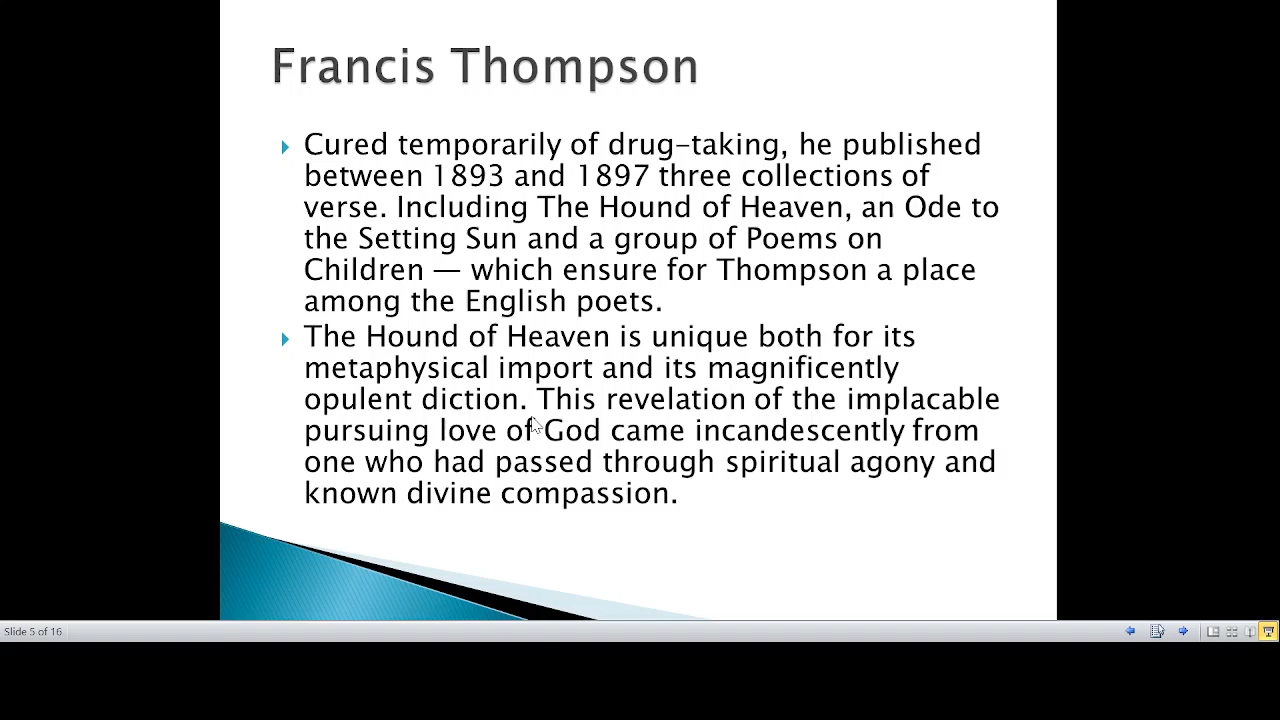 Francis Thompson
Cured temporarily of drug-taking, he published
between 1893 and 1897 three collections of
verse. Including The Hound of Heaven, an Ode to
the Setting Sun and a group of Poems on
Children — which ensure for Thompson a place
among the English poets.
The Hound of Heaven is unique both for its
metaphysical import and its magnificently
opulent diction. This revelation of the implacable
pursuing love of God came incandescently from
one who had passed through spiritual agony and
known divine compassion.
Slide 5 of 16